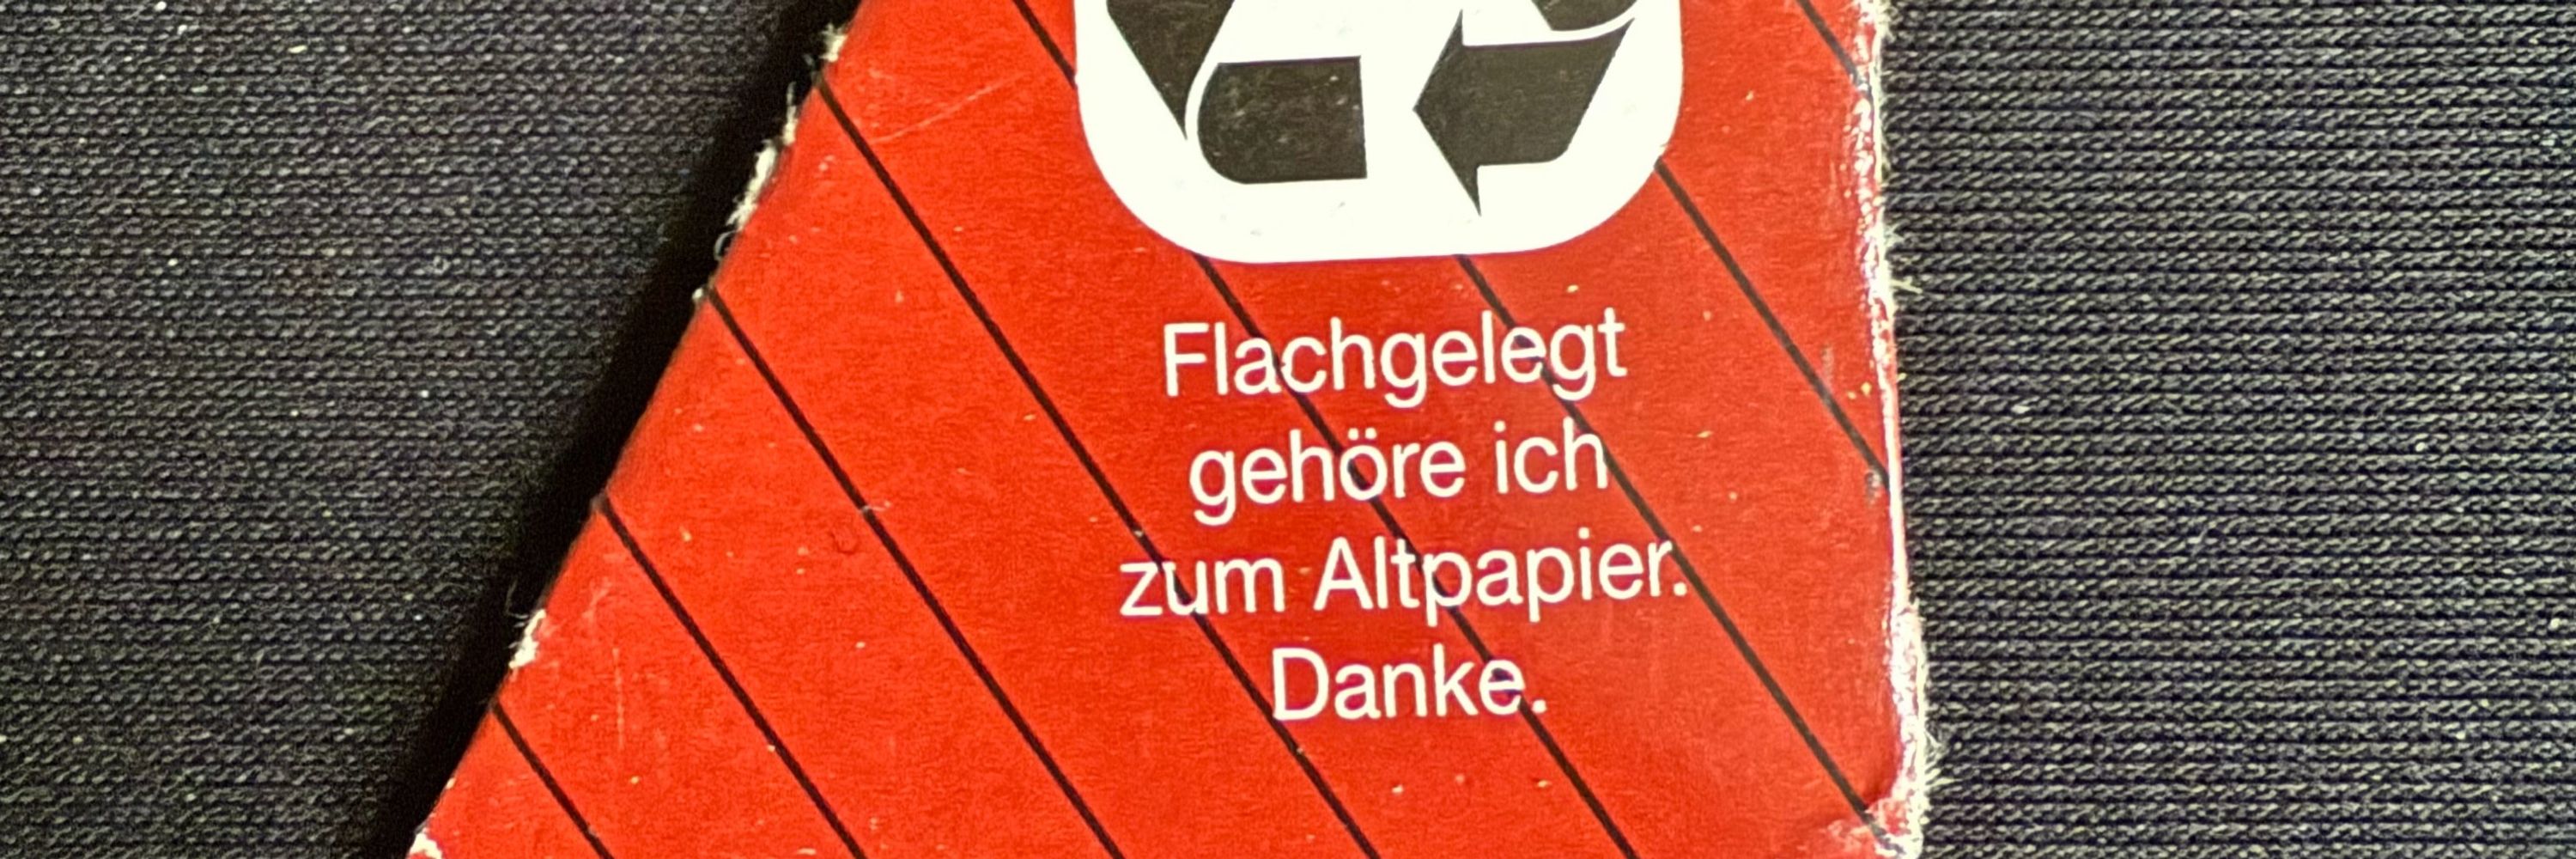 Flachgelegt
gehöre ich
zum Altpapier.
Danke.